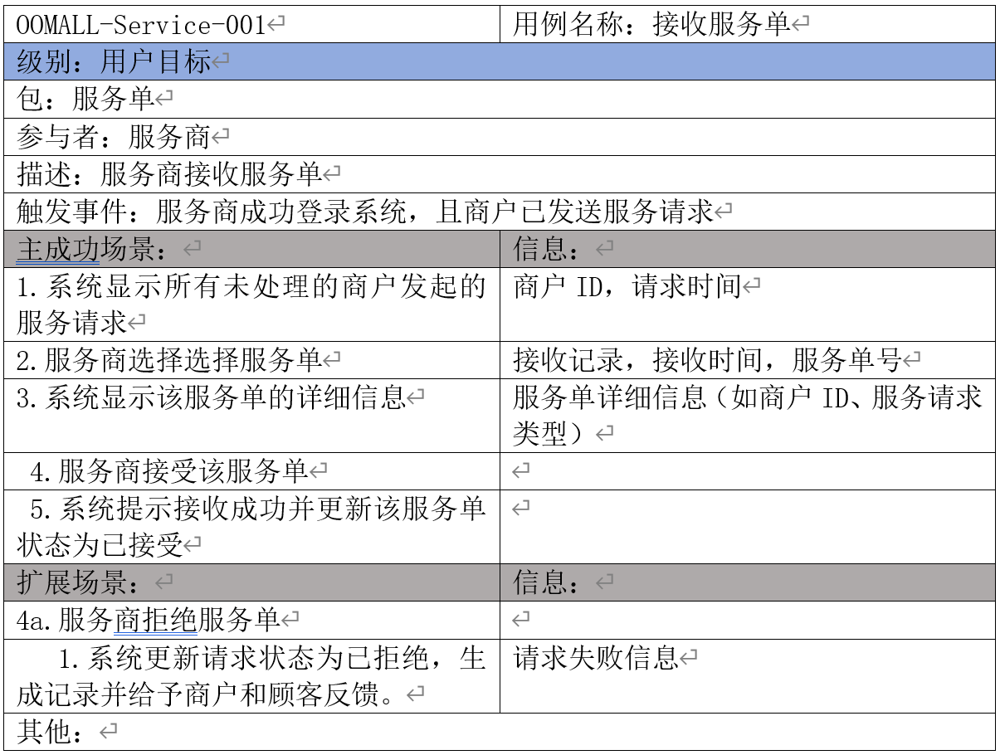 OOMALL-Service-001
用例名称：接收服务单
级别：用户目标
包：服务单
参与者：服务商
描述：服务商接收服务单
触发事件：服务商成功登录系统，且商户已发送服务请求
主成功场景：
信息：
1.系统显示所有未处理的商户发起的
服务请求
商户 ID，请求时间
2.服务商选择选择服务单
接收记录，接收时间，服务单号
3.系统显示该服务单的详细信息
服务单详细信息（如商户 ID、服务请求
类型）
4.服务商接受该服务单
5.系统提示接收成功并更新该服务单
状态为已接受
扩展场景：
信息：
4a.服务商拒绝服务单
1.系统更新请求状态为已拒绝，生
成记录并给予商户和顾客反馈。
请求失败信息
其他：